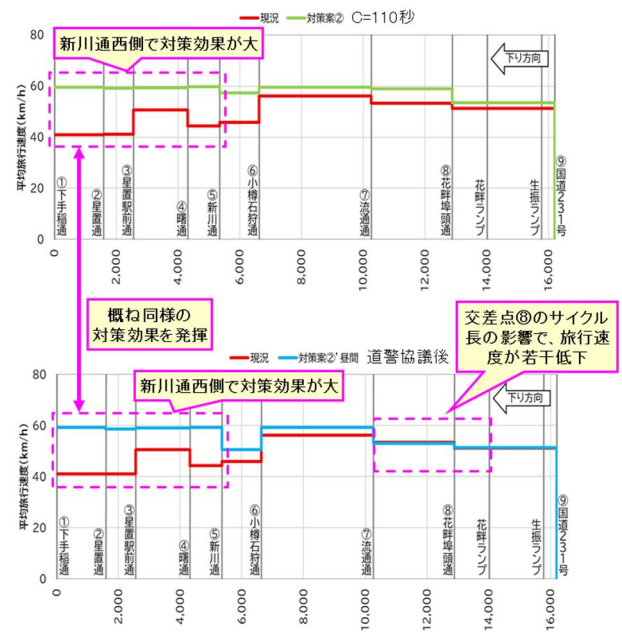 現況 対策案② C=110秒
新川通西側で対策効果が大
下り方向
平均旅行速度(km/h)
80
60
40
20
0
①下手稲通
②星置通
③星置駅前通
④曙通
⑤新川通
⑥小樽石狩通
⑦流通通
⑧花畔埠頭通
花畔ランプ
生振ランプ
⑨国道231号
0
2,000
4,000
6,000
8,000
10,000
12,000
14,000
16,000
概ね同様の
対策効果を発揮
交差点⑧のサイクル
長の影響で、旅行速
度が若干低下
現況 対策案②'昼間 道警協議後
新川通西側で対策効果が大
下り方向
平均旅行速度(km/h)
80
60
40
20
0
①下手稲通
②星置通
③星置駅前通
④曙通
⑤新川通
⑥小樽石狩通
⑦流通通
⑧花畔埠頭通
花畔ランプ
生振ランプ
⑨国道231号
0
2,000
4,000
6,000
8,000
10,000
12,000
14,000
16,000